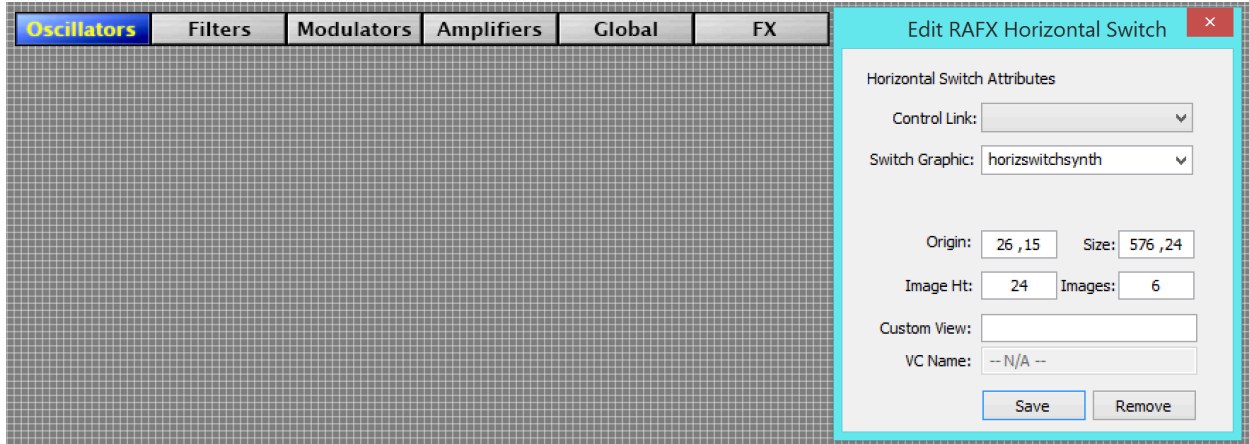 Oscillators Filters Modulators Amplifiers Global FX
Edit RAFX Horizontal Switch
Horizontal Switch Attributes
Control Link:
Switch Graphic: horizswitchsynth
Origin: 26 ,15 Size: 576 ,24
Image Ht: 24 Images: 6
Custom View:
VC Name: -- N/A --
Save Remove